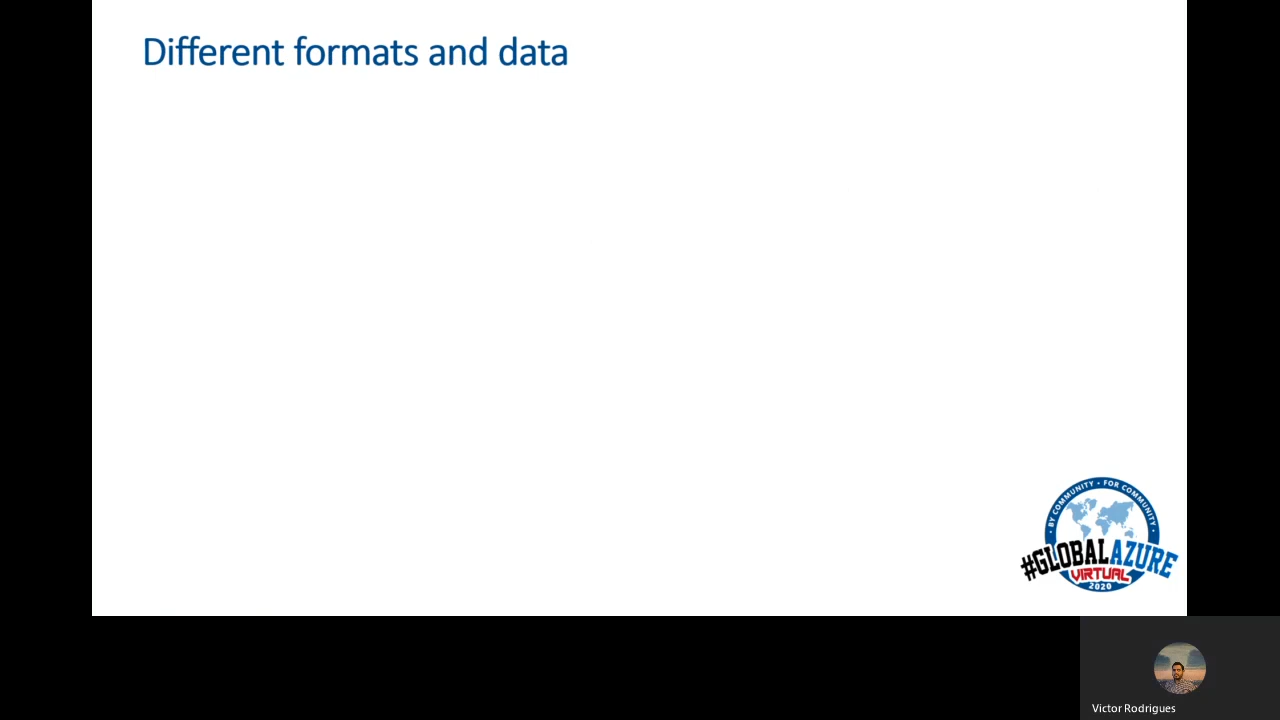 Different formats and data
• BY COMMUNITY • FOR COMMUNITY •
#GLOBALAZURE
VIRTUAL
2020
Victor Rodrigues